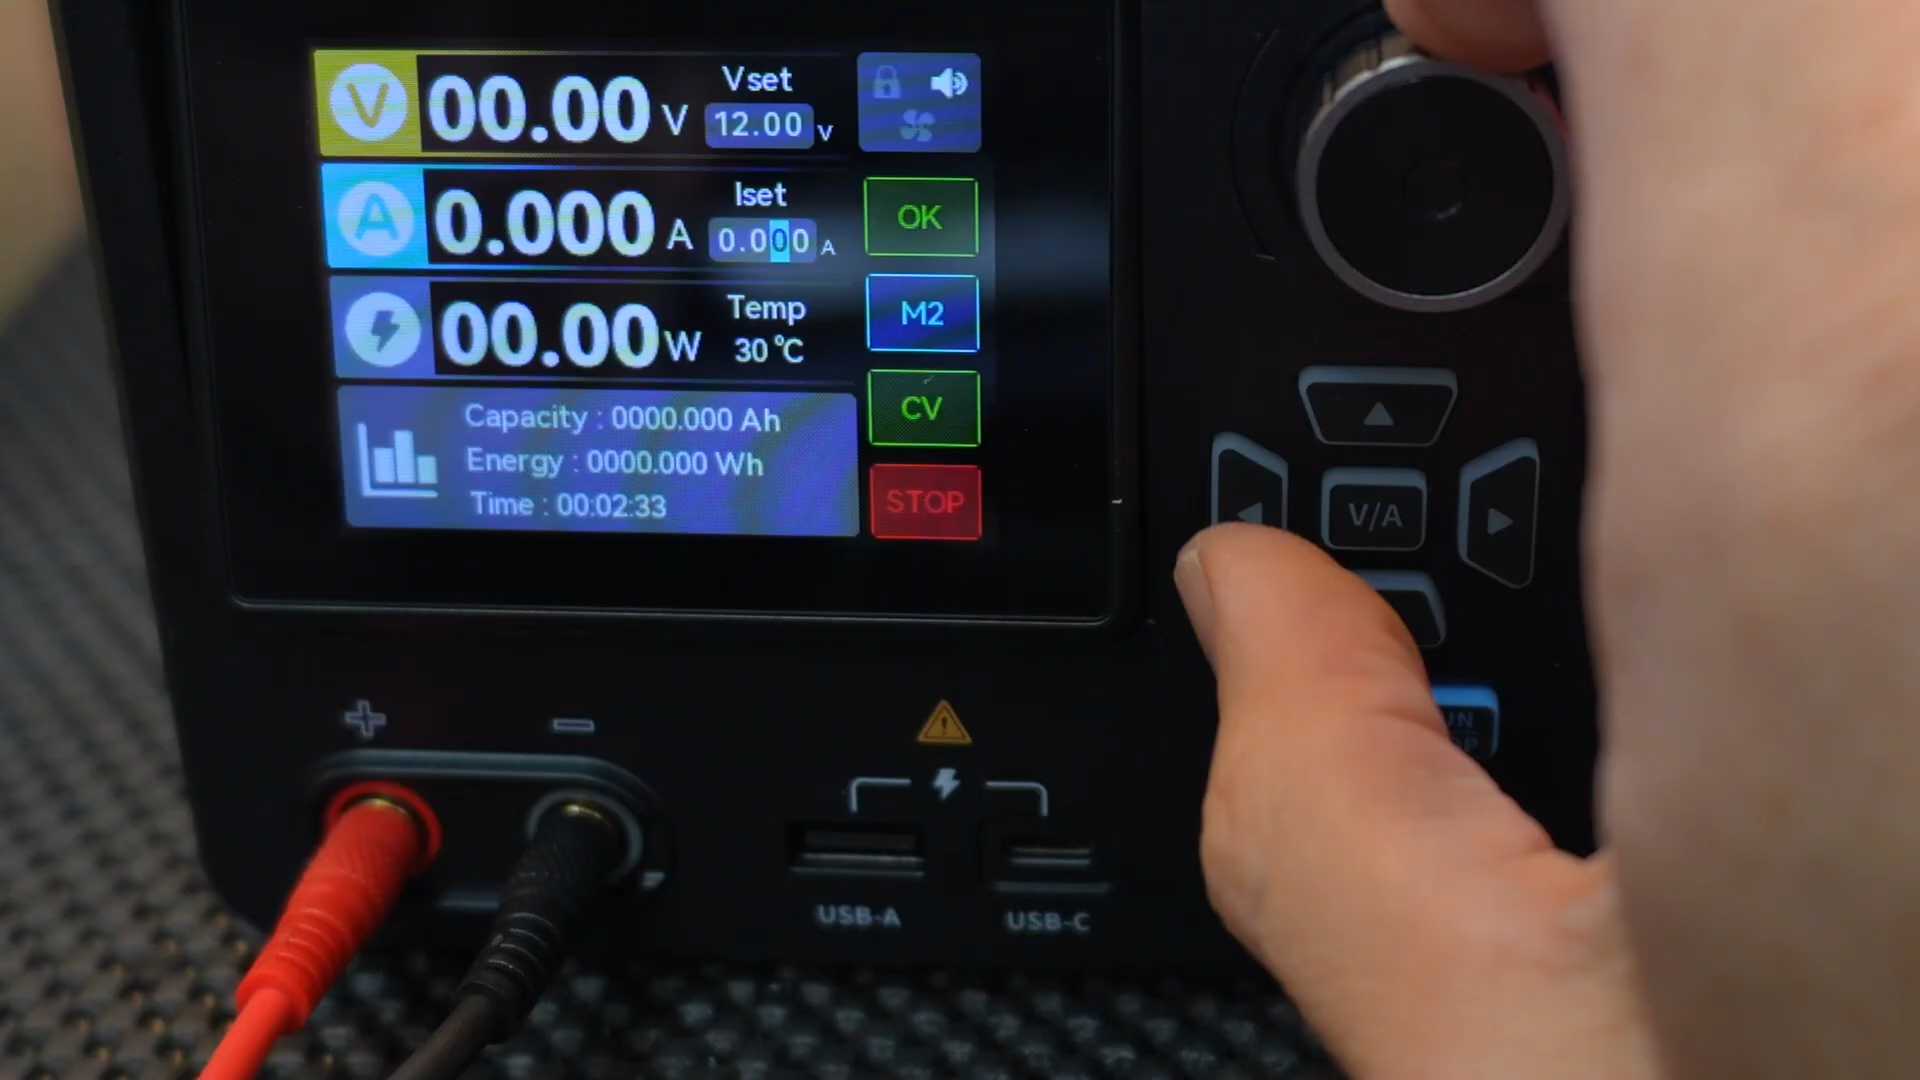 V 00.00 V Vset 12.00 V
A 0.000 A Iset 0.000 A
00.00 W Temp 30°C
OK
M2
CV
STOP
Capacity : 0000.000 Ah
Energy : 0000.000 Wh
Time : 00:02:33
V/A
+ −
USB-A USB-C